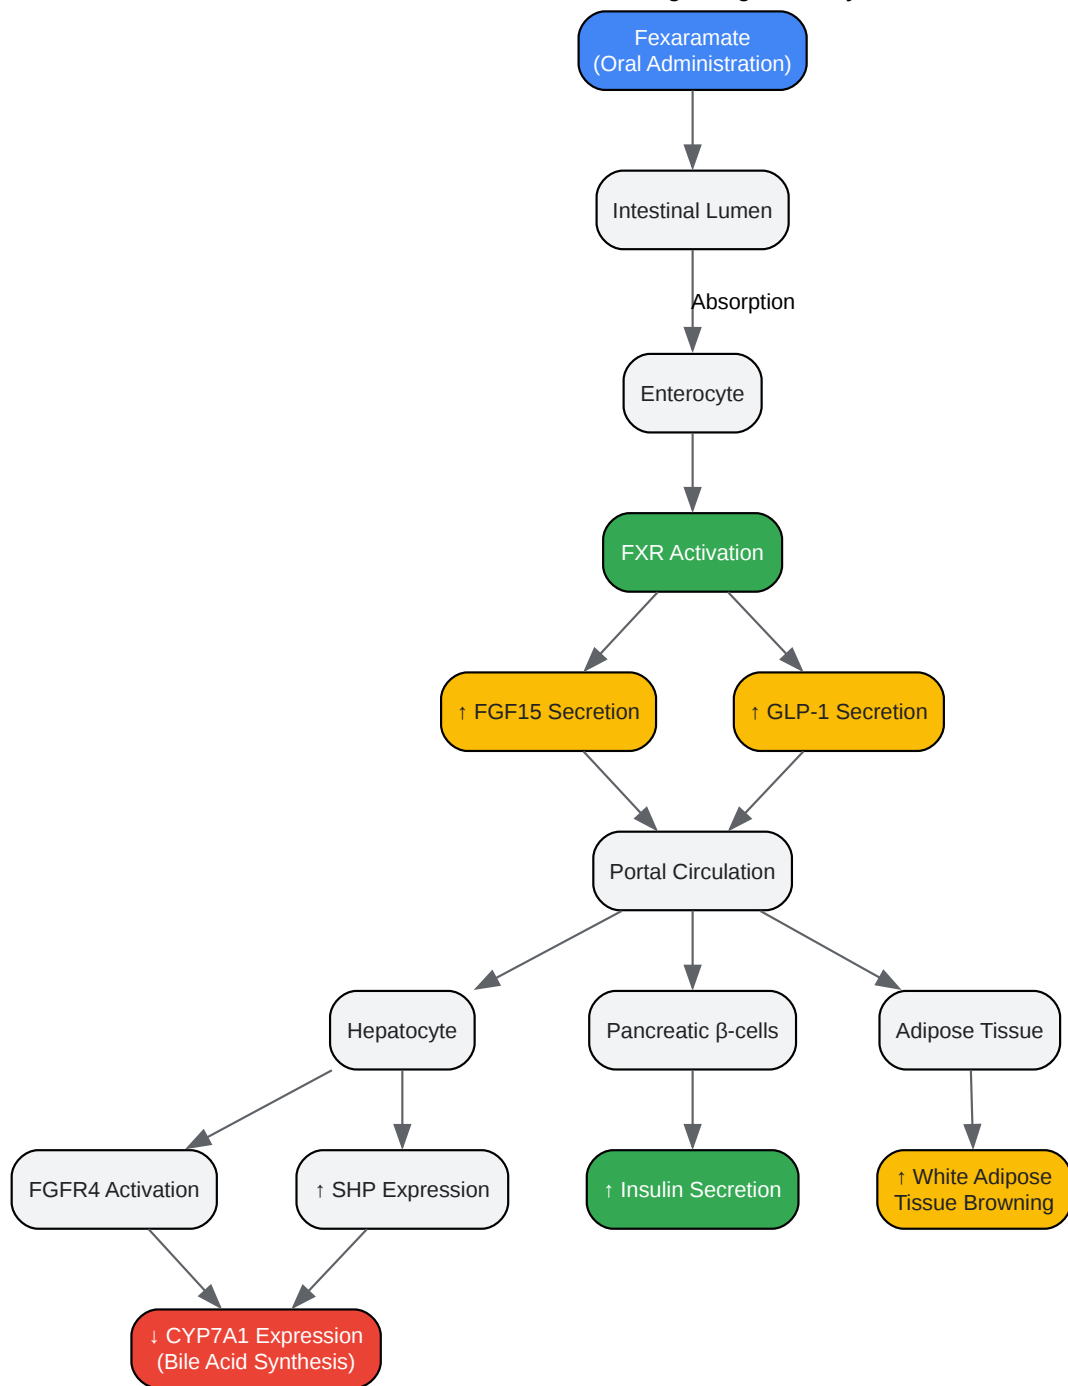 Fexaramate
(Oral Administration)
Intestinal Lumen
Absorption
Enterocyte
FXR Activation
↑ FGF15 Secretion
↑ GLP-1 Secretion
Portal Circulation
Hepatocyte
Pancreatic β-cells
Adipose Tissue
FGFR4 Activation
↑ SHP Expression
↑ Insulin Secretion
↑ White Adipose
Tissue Browning
↓ CYP7A1 Expression
(Bile Acid Synthesis)